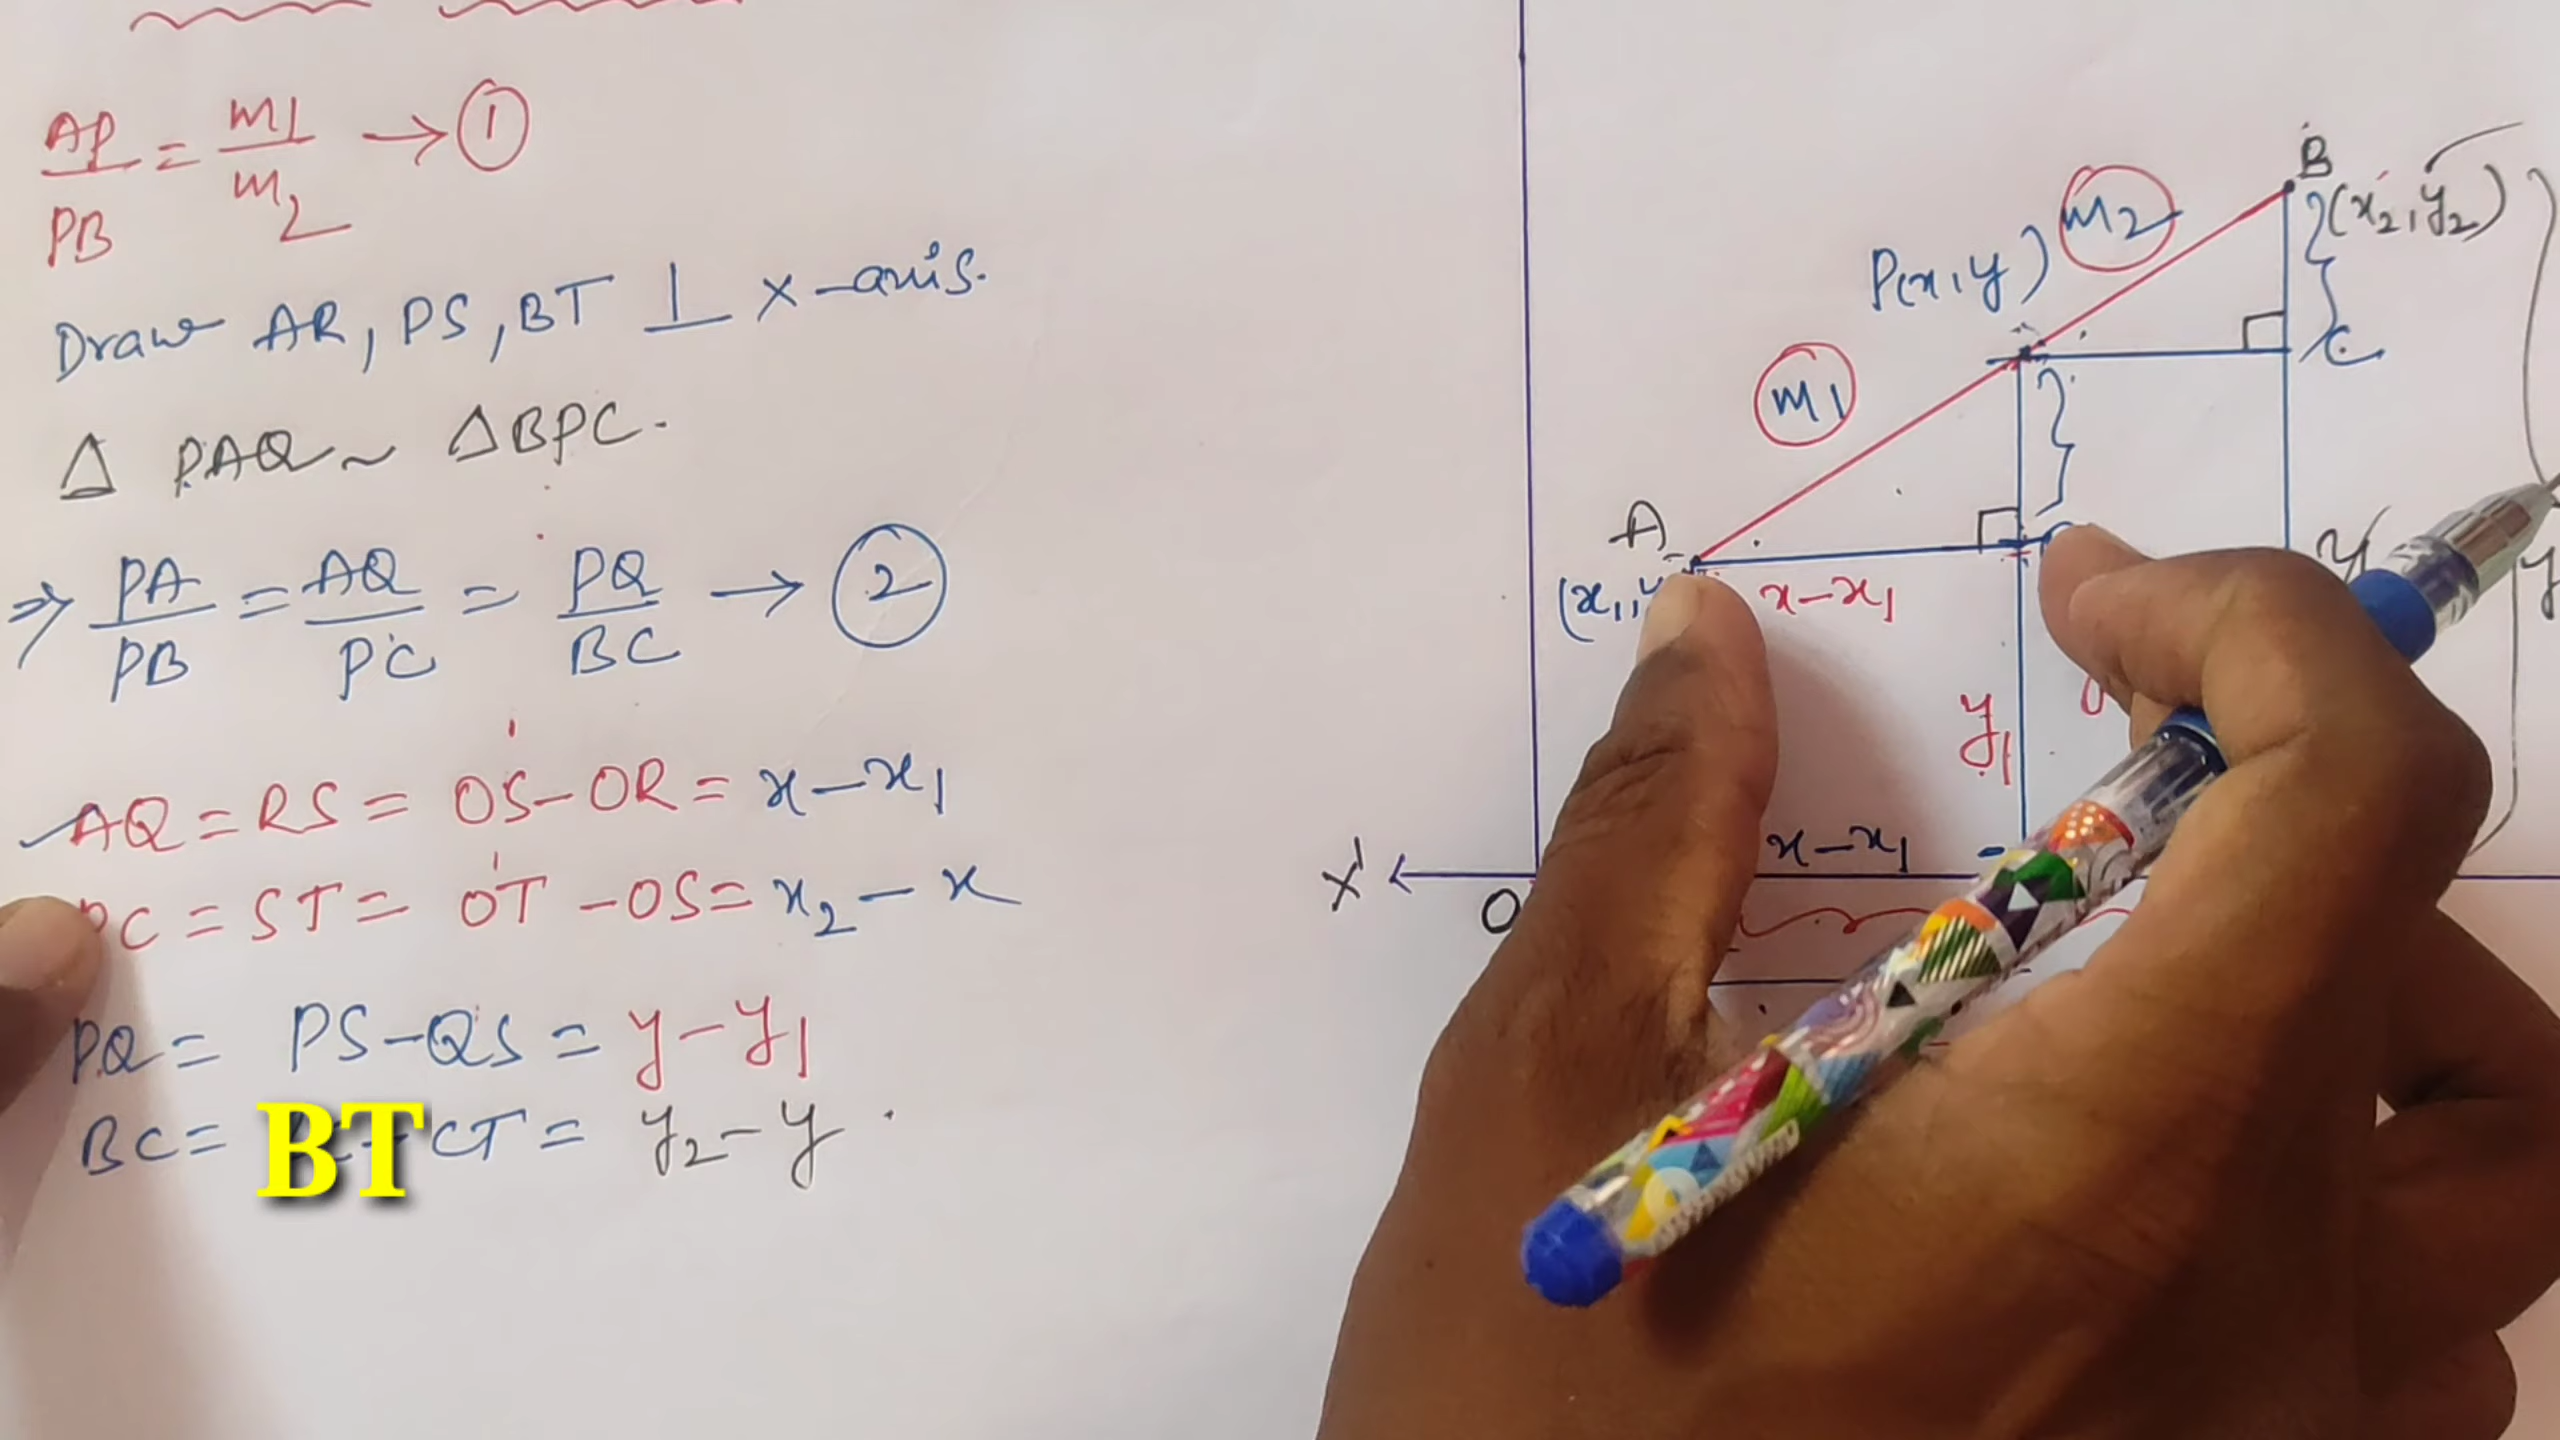 AP/PB = m1/m2 → ①
Draw AR, PS, BT ⊥ X-axis.
Δ PAQ ~ ΔBPC.
⇒ PA/PB = AQ/PC = PQ/BC → ②
AQ = RS = OS - OR = x - x1
PC = ST = OT - OS = x2 - x
PQ = PS - QS = y - y1
BC = BT - CT = y2 - y.
B
(x2, y2)
m2
P(x, y)
C
m1
A
(x1, y
x - x1
y
y
y1
x - x1
X'
O